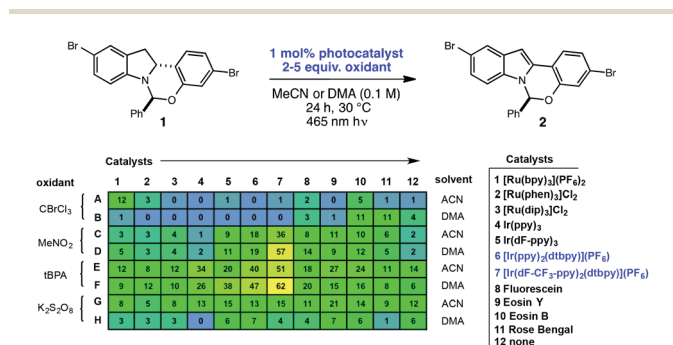 Br
Br
N
O
Ph
1
1 mol% photocatalyst
2-5 equiv. oxidant
MeCN or DMA (0.1 M)
24 h, 30 °C
465 nm hν
Br
Br
N
O
Ph
2
Catalysts
oxidant 1 2 3 4 5 6 7 8 9 10 11 12 solvent
CBrCl₃ A 12 3 0 0 1 0 1 2 0 5 1 1 ACN
B 1 0 0 0 0 0 0 3 1 11 11 4 DMA
MeNO₂ C 3 3 4 1 9 18 36 8 11 10 6 2 ACN
D 5 3 4 2 11 19 57 14 9 12 5 2 DMA
tBPA E 12 8 12 34 20 40 51 18 27 24 11 14 ACN
F 9 12 10 26 38 47 62 20 15 16 8 6 DMA
K₂S₂O₈ G 8 5 8 13 15 13 15 11 21 14 9 12 ACN
H 3 3 3 0 6 7 4 4 7 6 1 6 DMA
Catalysts
1 [Ru(bpy)₃](PF₆)₂
2 [Ru(phen)₃]Cl₂
3 [Ru(dip)₃]Cl₂
4 Ir(ppy)₃
5 Ir(dF-ppy)₃
6 [Ir(ppy)₂(dtbpy)](PF₆)
7 [Ir(dF-CF₃-ppy)₂(dtbpy)](PF₆)
8 Fluorescein
9 Eosin Y
10 Eosin B
11 Rose Bengal
12 none